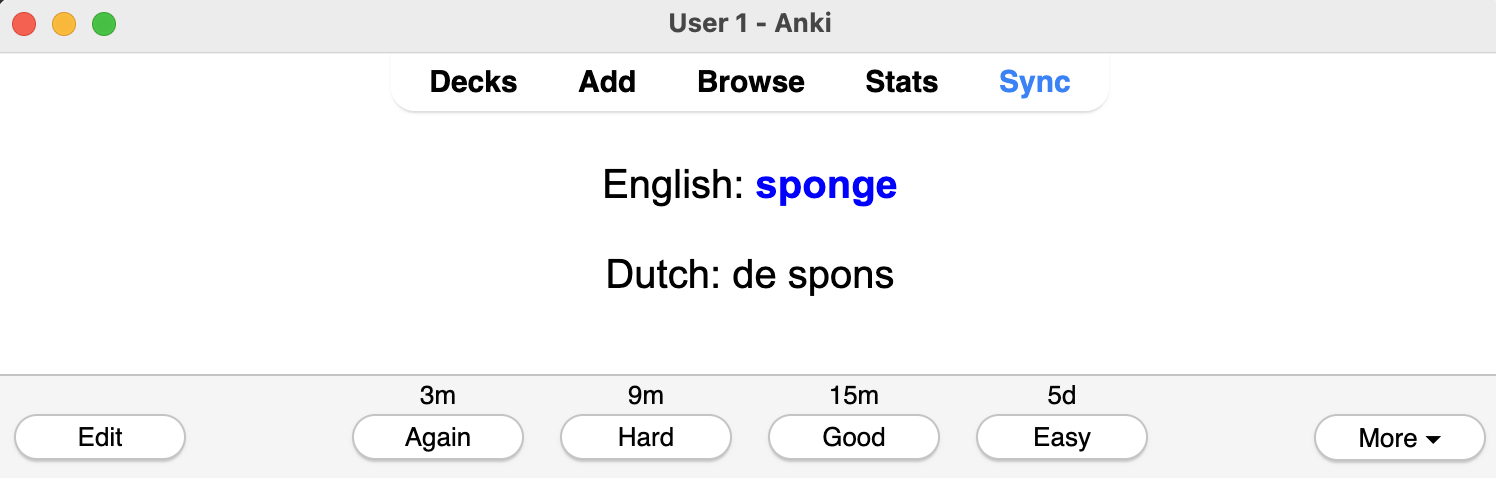 User 1 - Anki
Decks Add Browse Stats Sync
English: sponge
Dutch: de spons
3m 9m 15m 5d
Edit Again Hard Good Easy More